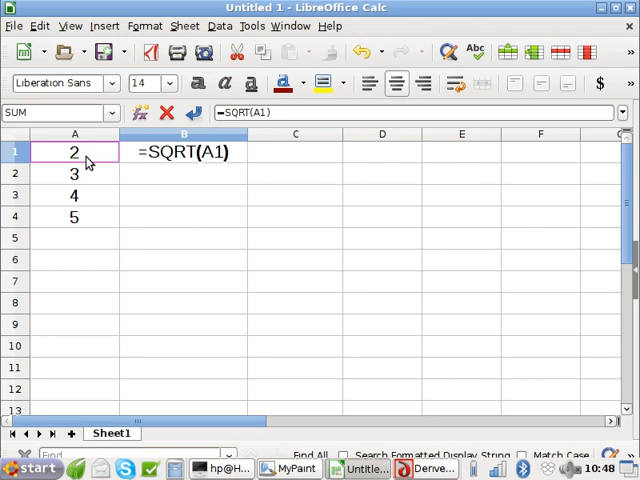 Untitled 1 - LibreOffice Calc
File Edit View Insert Format Sheet Data Tools Window Help
Liberation Sans 14 $
SUM =SQRT(A1)
A B C D E F
1 2 =SQRT(A1)
2 3
3 4
4 5
5
6
7
8
9
10
11
12
13
Sheet1
Find Find All Search Formatted Display String Match Case
start hp@H... MyPaint Untitle... Derive... 10:48